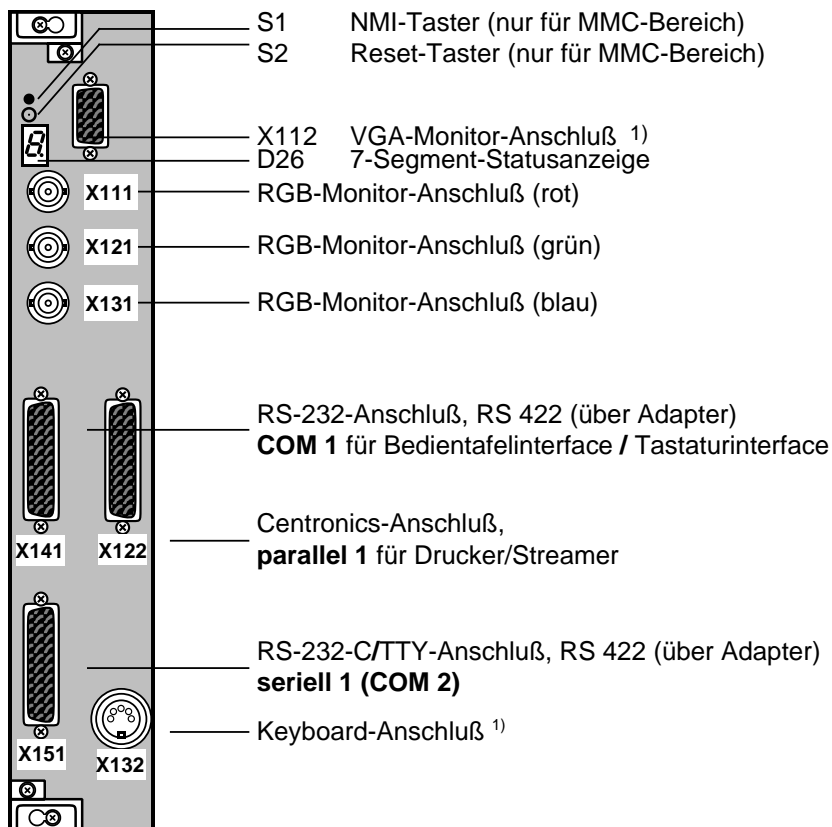 S1 NMI-Taster (nur für MMC-Bereich)
S2 Reset-Taster (nur für MMC-Bereich)
X112 VGA-Monitor-Anschluß 1)
8. D26 7-Segment-Statusanzeige
X111 RGB-Monitor-Anschluß (rot)
X121 RGB-Monitor-Anschluß (grün)
X131 RGB-Monitor-Anschluß (blau)
RS-232-Anschluß, RS 422 (über Adapter)
COM 1 für Bedientafelinterface / Tastaturinterface
Centronics-Anschluß,
X141 X122 parallel 1 für Drucker/Streamer
RS-232-C/TTY-Anschluß, RS 422 (über Adapter)
seriell 1 (COM 2)
Keyboard-Anschluß 1)
X151 X132